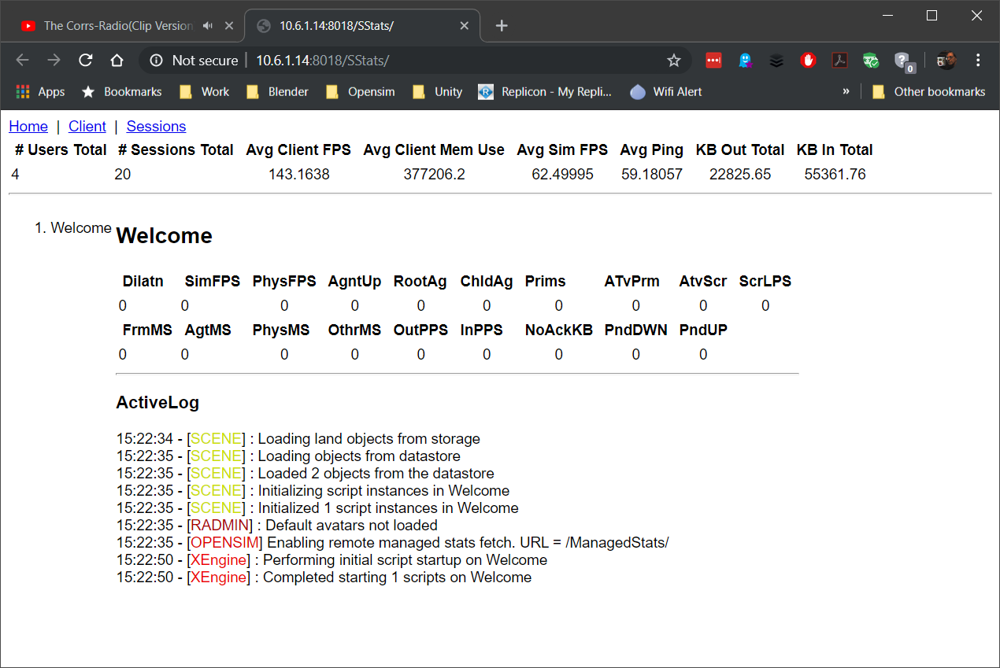 The Corrs-Radio(Clip Version
10.6.1.14:8018/SStats/
Not secure | 10.6.1.14:8018/SStats/
0
Apps Bookmarks Work Blender Opensim Unity Replicon - My Repli... Wifi Alert » Other bookmarks
Home | Client | Sessions
# Users Total # Sessions Total Avg Client FPS Avg Client Mem Use Avg Sim FPS Avg Ping KB Out Total KB In Total
4 20 143.1638 377206.2 62.49995 59.18057 22825.65 55361.76
1. Welcome
Welcome
Dilatn SimFPS PhysFPS AgntUp RootAg ChldAg Prims ATvPrm AtvScr ScrLPS
0 0 0 0 0 0 0 0 0 0
FrmMS AgtMS PhysMS OthrMS OutPPS InPPS NoAckKB PndDWN PndUP
0 0 0 0 0 0 0 0 0
ActiveLog
15:22:34 - [SCENE] : Loading land objects from storage
15:22:35 - [SCENE] : Loading objects from datastore
15:22:35 - [SCENE] : Loaded 2 objects from the datastore
15:22:35 - [SCENE] : Initializing script instances in Welcome
15:22:35 - [SCENE] : Initialized 1 script instances in Welcome
15:22:35 - [RADMIN] : Default avatars not loaded
15:22:35 - [OPENSIM] Enabling remote managed stats fetch. URL = /ManagedStats/
15:22:50 - [XEngine] : Performing initial script startup on Welcome
15:22:50 - [XEngine] : Completed starting 1 scripts on Welcome